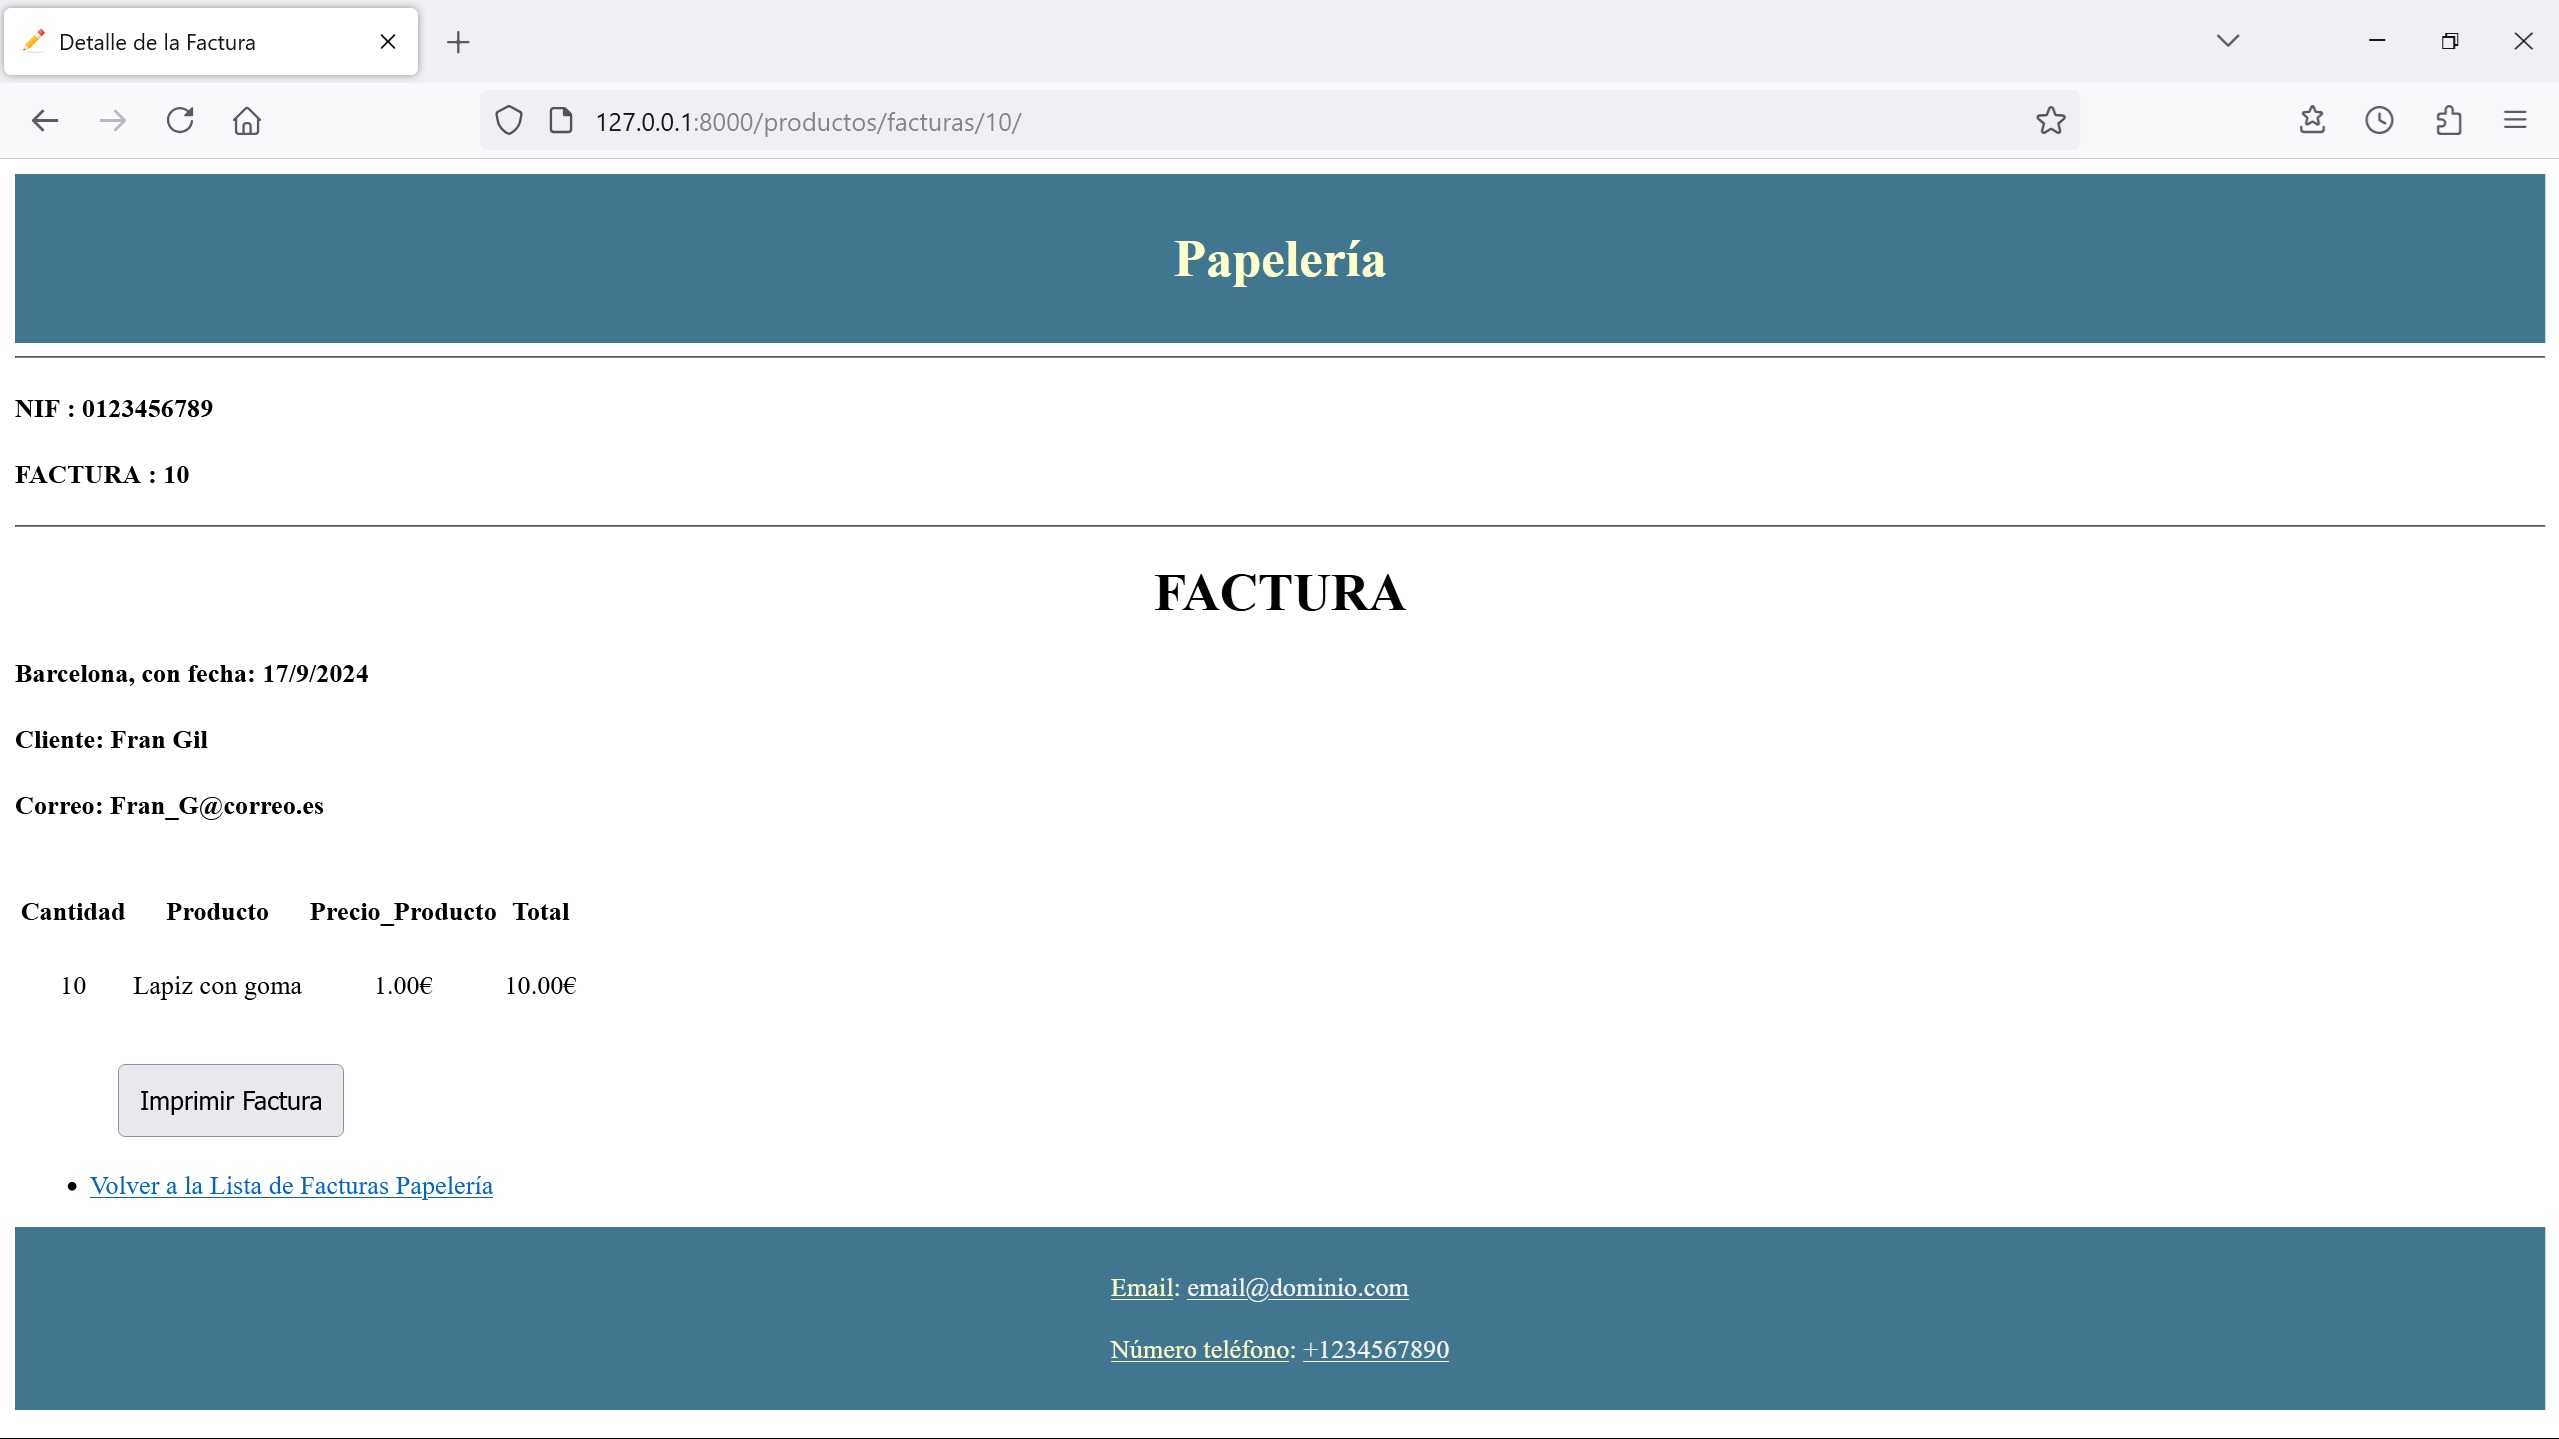 Detalle de la Factura
127.0.0.1:8000/productos/facturas/10/
Papelería
NIF : 0123456789
FACTURA : 10
FACTURA
Barcelona, con fecha: 17/9/2024
Cliente: Fran Gil
Correo: Fran_G@correo.es
Cantidad Producto Precio_Producto Total
10 Lapiz con goma 1.00€ 10.00€
Imprimir Factura
Volver a la Lista de Facturas Papelería
Email: email@dominio.com
Número teléfono: +1234567890